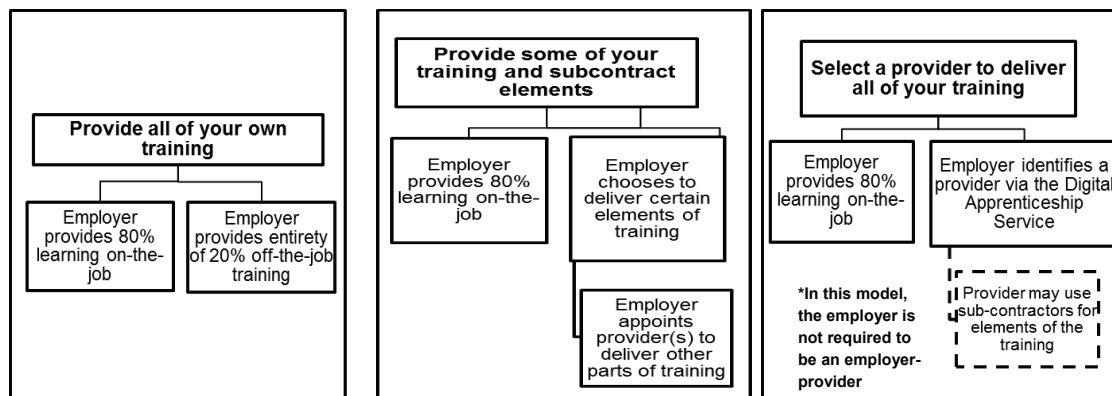 Provide all of your own
training
Employer
provides 80%
learning on-the-
job
Employer
provides entirety
of 20% off-the-job
training
Provide some of your
training and subcontract
elements
Employer
provides 80%
learning on-the-
job
Employer
chooses to
deliver certain
elements of
training
Employer
appoints
provider(s) to
deliver other
parts of training
Select a provider to deliver
all of your training
Employer
provides 80%
learning on-the-
job
Employer identifies a
provider via the Digital
Apprenticeship
Service
*In this model,
the employer is
not required to
be an employer-
provider
Provider may use
sub-contractors for
elements of the
training